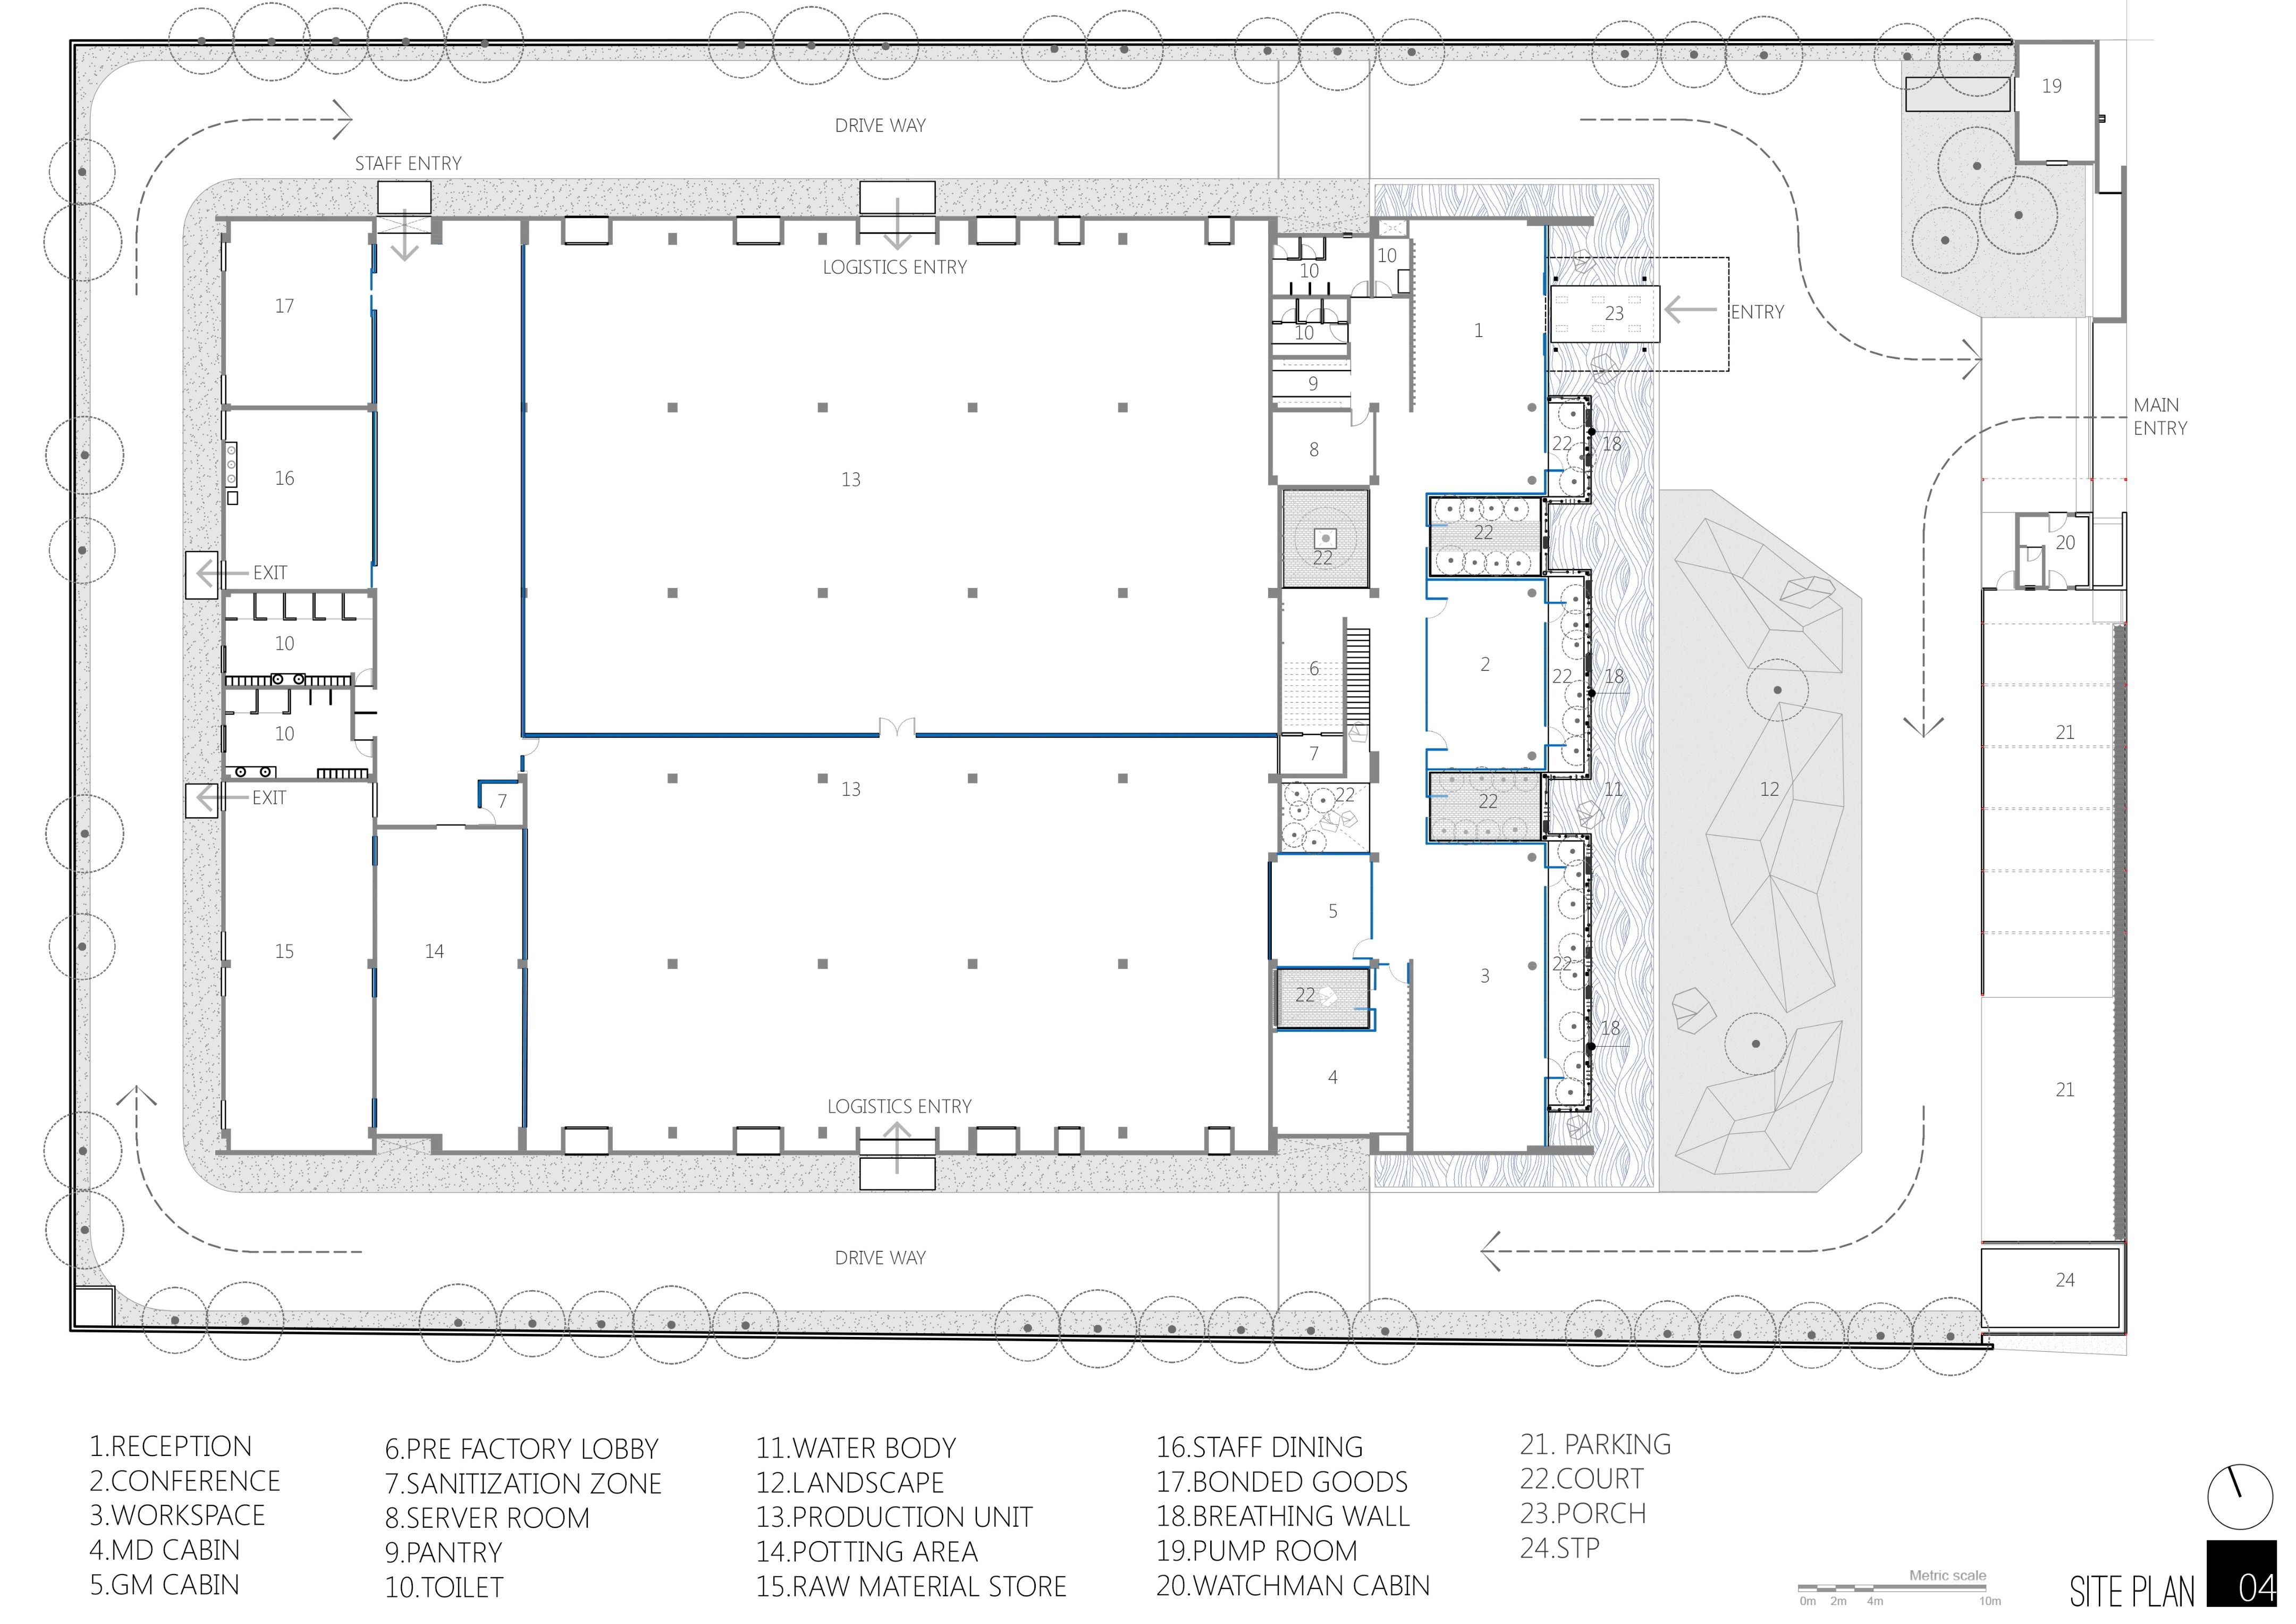 19
DRIVE WAY
STAFF ENTRY
LOGISTICS ENTRY
10
10
17
23
ENTRY
1
10
9
MAIN
ENTRY
22
18
8
16
13
22
20
22
EXIT
10
2
6
22
18
21
10
7
13
22
7
EXIT
22
11
12
5
15
14
3
22
22
18
4
21
LOGISTICS ENTRY
DRIVE WAY
24
1.RECEPTION
2.CONFERENCE
3.WORKSPACE
4.MD CABIN
5.GM CABIN
6.PRE FACTORY LOBBY
7.SANITIZATION ZONE
8.SERVER ROOM
9.PANTRY
10.TOILET
11.WATER BODY
12.LANDSCAPE
13.PRODUCTION UNIT
14.POTTING AREA
15.RAW MATERIAL STORE
16.STAFF DINING
17.BONDED GOODS
18.BREATHING WALL
19.PUMP ROOM
20.WATCHMAN CABIN
21. PARKING
22.COURT
23.PORCH
24.STP
Metric scale
0m 2m 4m 10m
SITE PLAN 04